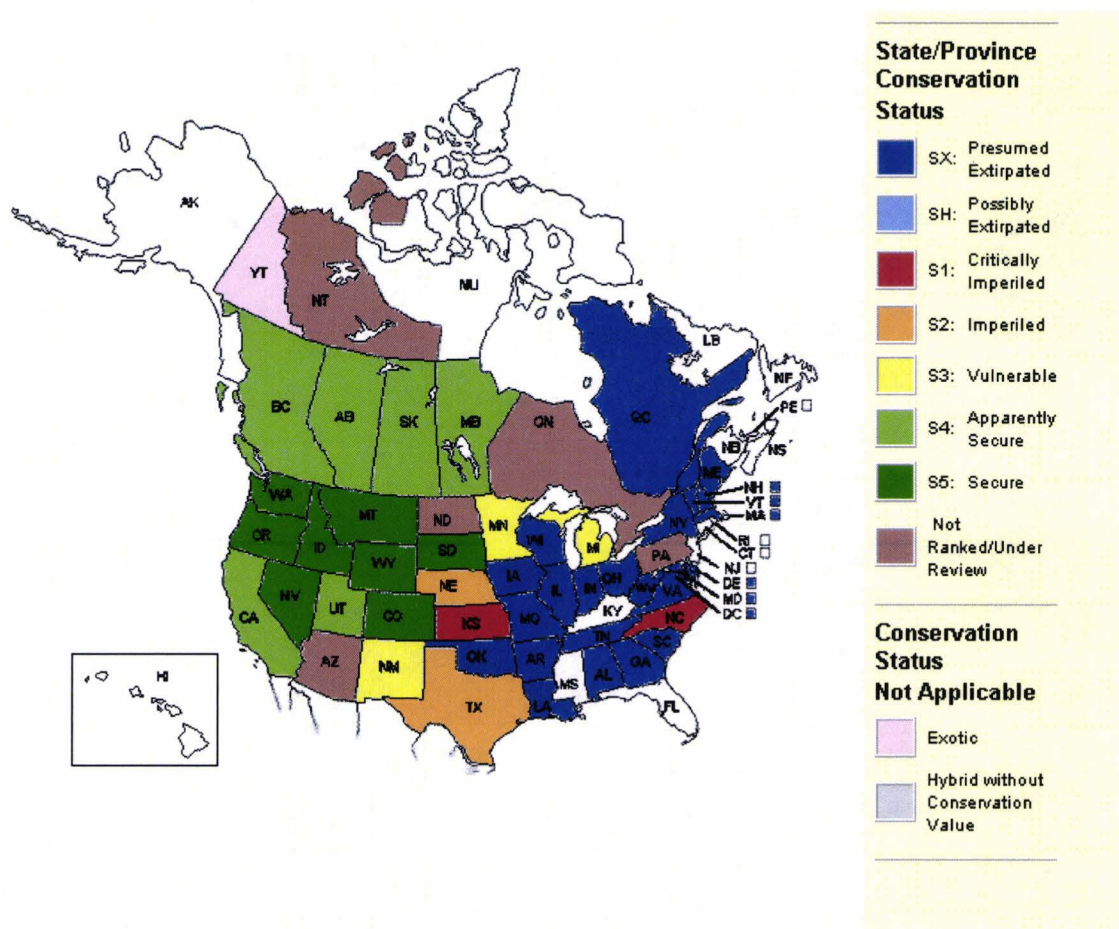 AK
YT
NT
NU
BC
AB
SK
MB
ON
QC
LB
NF
PE
NB
NS
ME
NH
VT
MA
RI
CT
NJ
DE
MD
DC
WA
OR
ID
MT
ND
MN
WI
MI
NY
PA
SD
WY
NE
IA
IL
IN
OH
WV
VA
KY
NV
UT
CO
KS
MO
CA
AZ
NM
OK
AR
TN
NC
SC
MS
AL
GA
TX
LA
FL
HI
State/Province
Conservation
Status
SX: Presumed
Extirpated
SH: Possibly
Extirpated
S1: Critically
Imperiled
S2: Imperiled
S3: Vulnerable
S4: Apparently
Secure
S5: Secure
Not
Ranked/Under
Review
Conservation
Status
Not Applicable
Exotic
Hybrid without
Conservation
Value